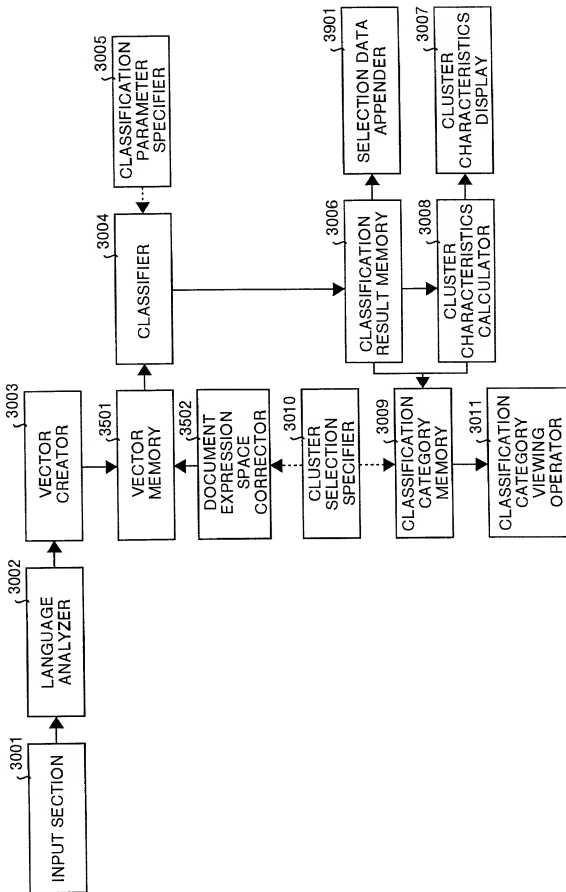 3001
INPUT SECTION
3002
LANGUAGE
ANALYZER
3003
VECTOR
CREATOR
3501
VECTOR
MEMORY
3502
DOCUMENT
EXPRESSION
SPACE
CORRECTOR
3010
CLUSTER
SELECTION
SPECIFIER
3009
CLASSIFICATION
CATEGORY
MEMORY
3011
CLASSIFICATION
CATEGORY
VIEWING
OPERATOR
3004
CLASSIFIER
3005
CLASSIFICATION
PARAMETER
SPECIFIER
3006
CLASSIFICATION
RESULT MEMORY
3008
CLUSTER
CHARACTERISTICS
CALCULATOR
3901
SELECTION DATA
APPENDER
3007
CLUSTER
CHARACTERISTICS
DISPLAY